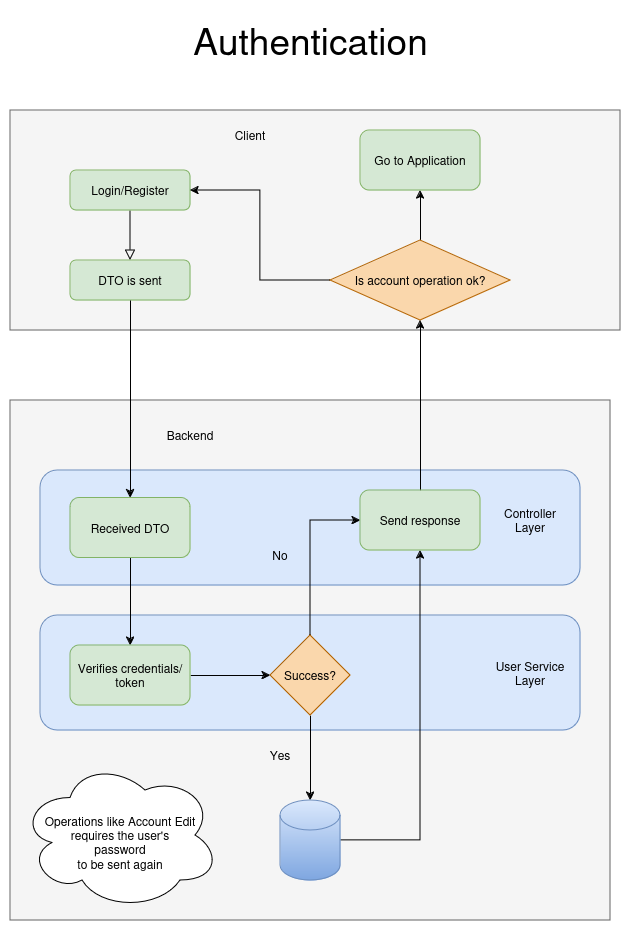 Authentication
Client
Go to Application
Login/Register
DTO is sent
Is account operation ok?
Backend
Received DTO
Send response
Controller
Layer
No
Verifies credentials/
token
Success?
User Service
Layer
Yes
Operations like Account Edit
requires the user's
password
to be sent again